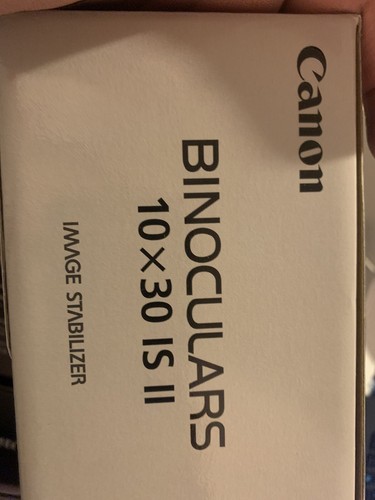 Canon
BINOCULARS
10×30 IS II
IMAGE STABILIZER